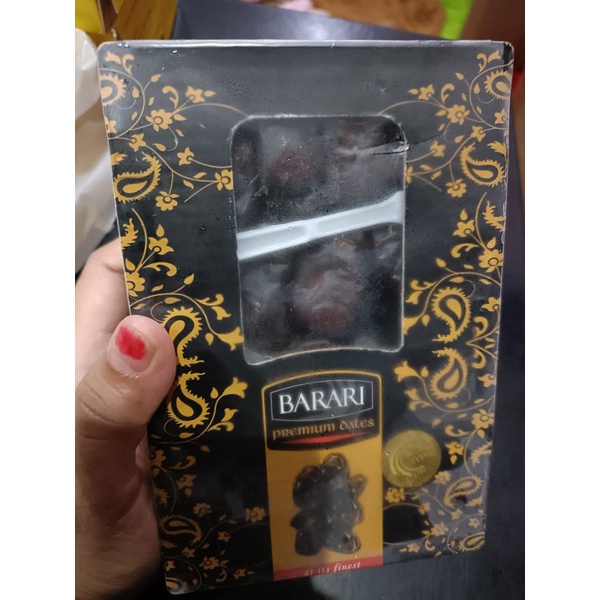 BARARI
PREMIUM DATES
at its finest